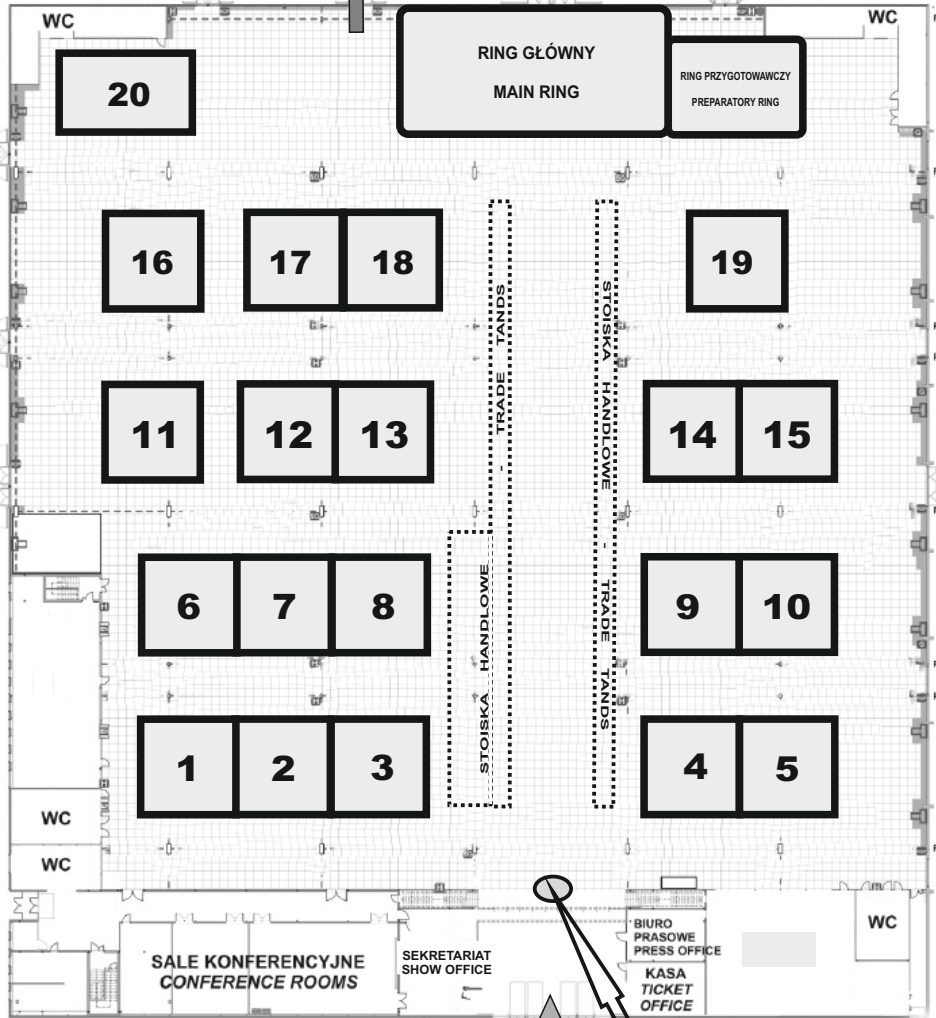 WC
WC
RING GŁÓWNY
MAIN RING
RING PRZYGOTOWAWCZY
PREPARATORY RING
20
16
17
18
19
STOISKA HANDLOWE - TRADE TANDS
STOISKA HANDLOWE - TRADE TANDS
11
12
13
14
15
6
7
8
9
10
1
2
3
4
5
WC
WC
WC
SALE KONFERENCYJNE
CONFERENCE ROOMS
SEKRETARIAT
SHOW OFFICE
BIURO
PRASOWE
PRESS OFFICE
KASA
TICKET
OFFICE